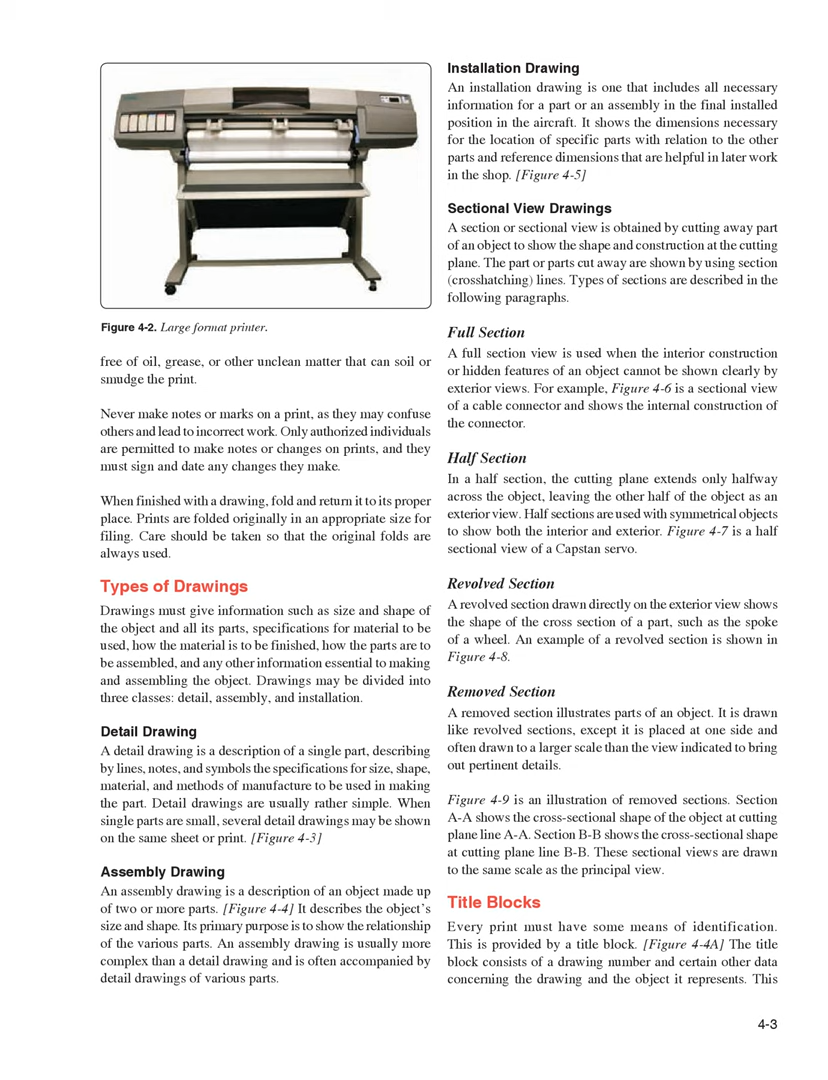 Figure 4-2. Large format printer.
free of oil, grease, or other unclean matter that can soil or
smudge the print.
Never make notes or marks on a print, as they may confuse
others and lead to incorrect work. Only authorized individuals
are permitted to make notes or changes on prints, and they
must sign and date any changes they make.
When finished with a drawing, fold and return it to its proper
place. Prints are folded originally in an appropriate size for
filing. Care should be taken so that the original folds are
always used.
Types of Drawings
Drawings must give information such as size and shape of
the object and all its parts, specifications for material to be
used, how the material is to be finished, how the parts are to
be assembled, and any other information essential to making
and assembling the object. Drawings may be divided into
three classes: detail, assembly, and installation.
Detail Drawing
A detail drawing is a description of a single part, describing
by lines, notes, and symbols the specifications for size, shape,
material, and methods of manufacture to be used in making
the part. Detail drawings are usually rather simple. When
single parts are small, several detail drawings may be shown
on the same sheet or print. [Figure 4-3]
Assembly Drawing
An assembly drawing is a description of an object made up
of two or more parts. [Figure 4-4] It describes the object's
size and shape. Its primary purpose is to show the relationship
of the various parts. An assembly drawing is usually more
complex than a detail drawing and is often accompanied by
detail drawings of various parts.
Installation Drawing
An installation drawing is one that includes all necessary
information for a part or an assembly in the final installed
position in the aircraft. It shows the dimensions necessary
for the location of specific parts with relation to the other
parts and reference dimensions that are helpful in later work
in the shop. [Figure 4-5]
Sectional View Drawings
A section or sectional view is obtained by cutting away part
of an object to show the shape and construction at the cutting
plane. The part or parts cut away are shown by using section
(crosshatching) lines. Types of sections are described in the
following paragraphs.
Full Section
A full section view is used when the interior construction
or hidden features of an object cannot be shown clearly by
exterior views. For example, Figure 4-6 is a sectional view
of a cable connector and shows the internal construction of
the connector.
Half Section
In a half section, the cutting plane extends only halfway
across the object, leaving the other half of the object as an
exterior view. Half sections are used with symmetrical objects
to show both the interior and exterior. Figure 4-7 is a half
sectional view of a Capstan servo.
Revolved Section
A revolved section drawn directly on the exterior view shows
the shape of the cross section of a part, such as the spoke
of a wheel. An example of a revolved section is shown in
Figure 4-8.
Removed Section
A removed section illustrates parts of an object. It is drawn
like revolved sections, except it is placed at one side and
often drawn to a larger scale than the view indicated to bring
out pertinent details.
Figure 4-9 is an illustration of removed sections. Section
A-A shows the cross-sectional shape of the object at cutting
plane line A-A. Section B-B shows the cross-sectional shape
at cutting plane line B-B. These sectional views are drawn
to the same scale as the principal view.
Title Blocks
Every print must have some means of identification.
This is provided by a title block. [Figure 4-4A] The title
block consists of a drawing number and certain other data
concerning the drawing and the object it represents. This
4-3